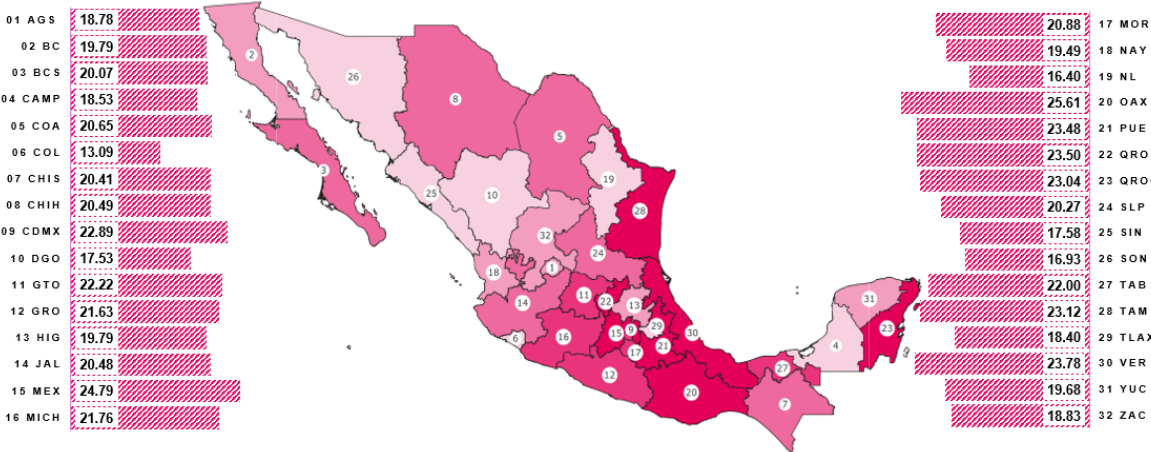 01 AGS 18.78
02 BC 19.79
03 BCS 20.07
04 CAMP 18.53
05 COA 20.65
06 COL 13.09
07 CHIS 20.41
08 CHIH 20.49
09 CDMX 22.89
10 DGO 17.53
11 GTO 22.22
12 GRO 21.63
13 HIG 19.79
14 JAL 20.48
15 MEX 24.79
16 MICH 21.76
2
26
8
5
3
25
10
19
28
32
24
18
1
14
11
22
13
6
16
15
9
29
30
17
21
12
20
27
7
4
31
23
20.88 17 MOR
19.49 18 NAY
16.40 19 NL
25.61 20 OAX
23.48 21 PUE
23.50 22 QRO
23.04 23 QROO
20.27 24 SLP
17.58 25 SIN
16.93 26 SON
22.00 27 TAB
23.12 28 TAM
18.40 29 TLAX
23.78 30 VER
19.68 31 YUC
18.83 32 ZAC